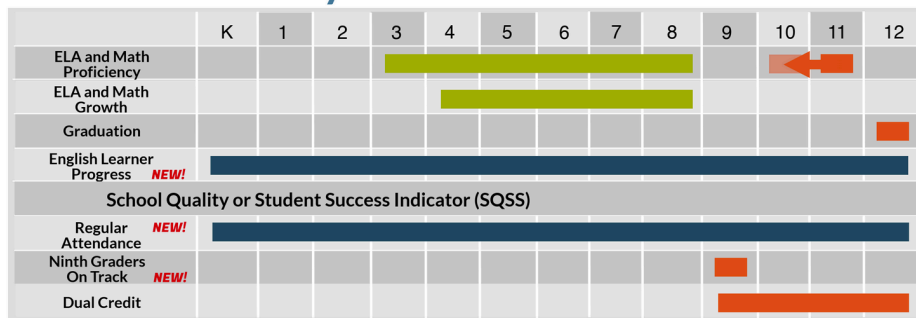 K 1 2 3 4 5 6 7 8 9 10 11 12
ELA and Math
Proficiency
ELA and Math
Growth
Graduation
English Learner
Progress NEW!
School Quality or Student Success Indicator (SQSS)
Regular NEW!
Attendance
Ninth Graders
On Track NEW!
Dual Credit